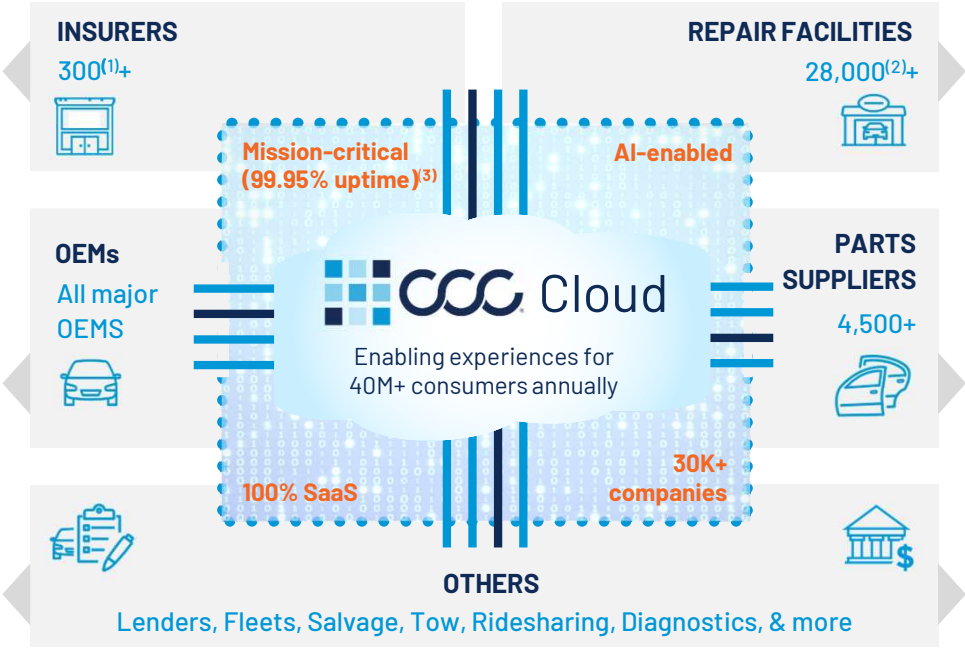 INSURERS
300(1)+
REPAIR FACILITIES
28,000(2)+
Mission-critical
(99.95% uptime)(3)
AI-enabled
OEMs
All major
OEMS
CCC Cloud
Enabling experiences for
40M+ consumers annually
PARTS
SUPPLIERS
4,500+
100% SaaS
30K+
companies
$
OTHERS
Lenders, Fleets, Salvage, Tow, Ridesharing, Diagnostics, & more